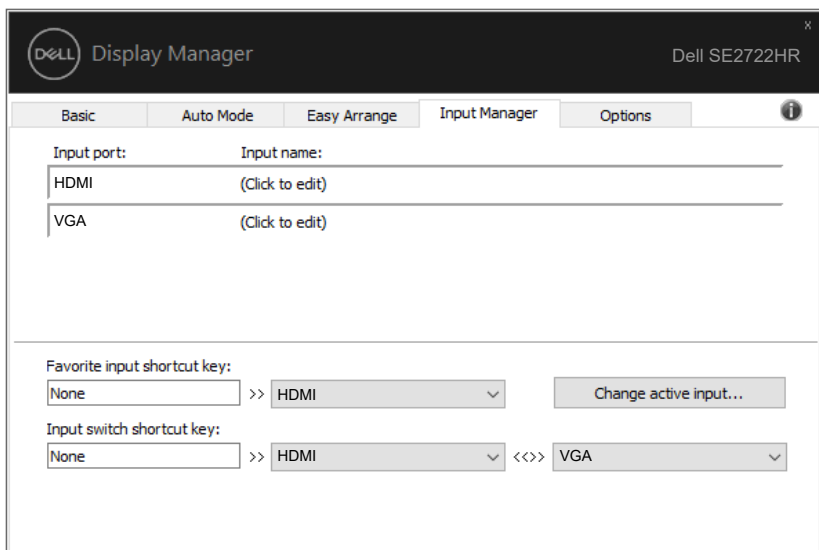 x
DELL Display Manager Dell SE2722HR
Basic Auto Mode Easy Arrange Input Manager Options i
Input port: Input name:
HDMI (Click to edit)
VGA (Click to edit)
Favorite input shortcut key:
None >> HDMI Change active input...
Input switch shortcut key:
None >> HDMI <<>> VGA